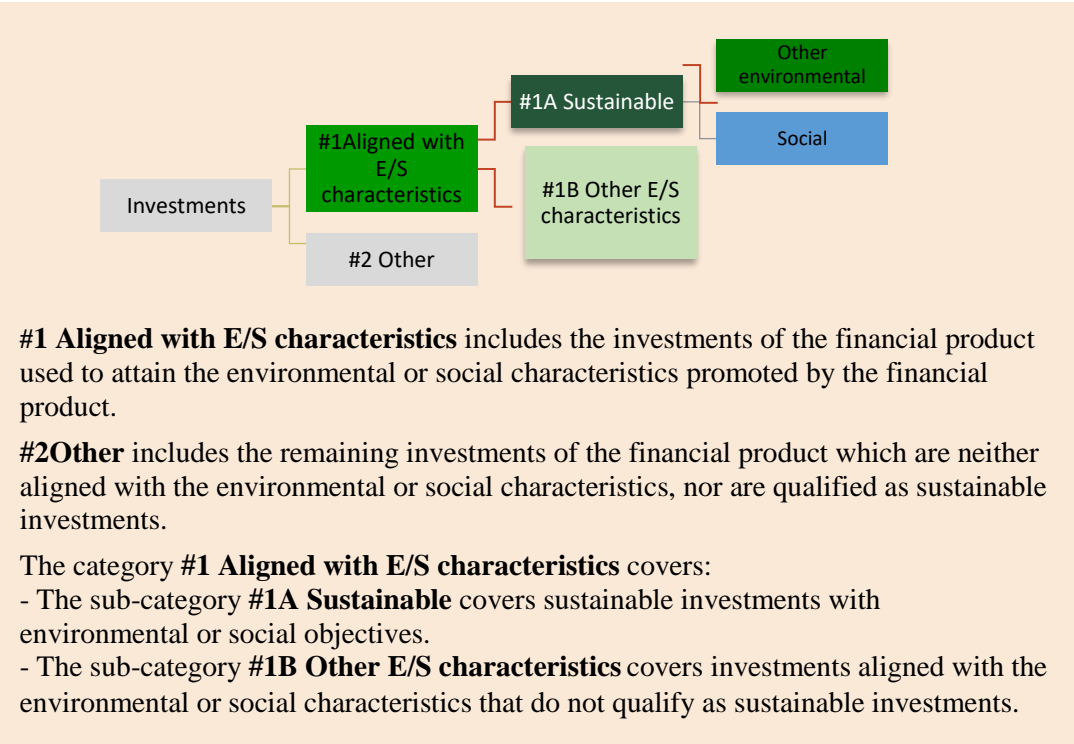 Other
environmental
#1A Sustainable
Social
#1Aligned with
E/S
characteristics
#1B Other E/S
characteristics
Investments
#2 Other
#1 Aligned with E/S characteristics includes the investments of the financial product
used to attain the environmental or social characteristics promoted by the financial
product.
#2Other includes the remaining investments of the financial product which are neither
aligned with the environmental or social characteristics, nor are qualified as sustainable
investments.
The category #1 Aligned with E/S characteristics covers:
- The sub-category #1A Sustainable covers sustainable investments with
environmental or social objectives.
- The sub-category #1B Other E/S characteristics covers investments aligned with the
environmental or social characteristics that do not qualify as sustainable investments.